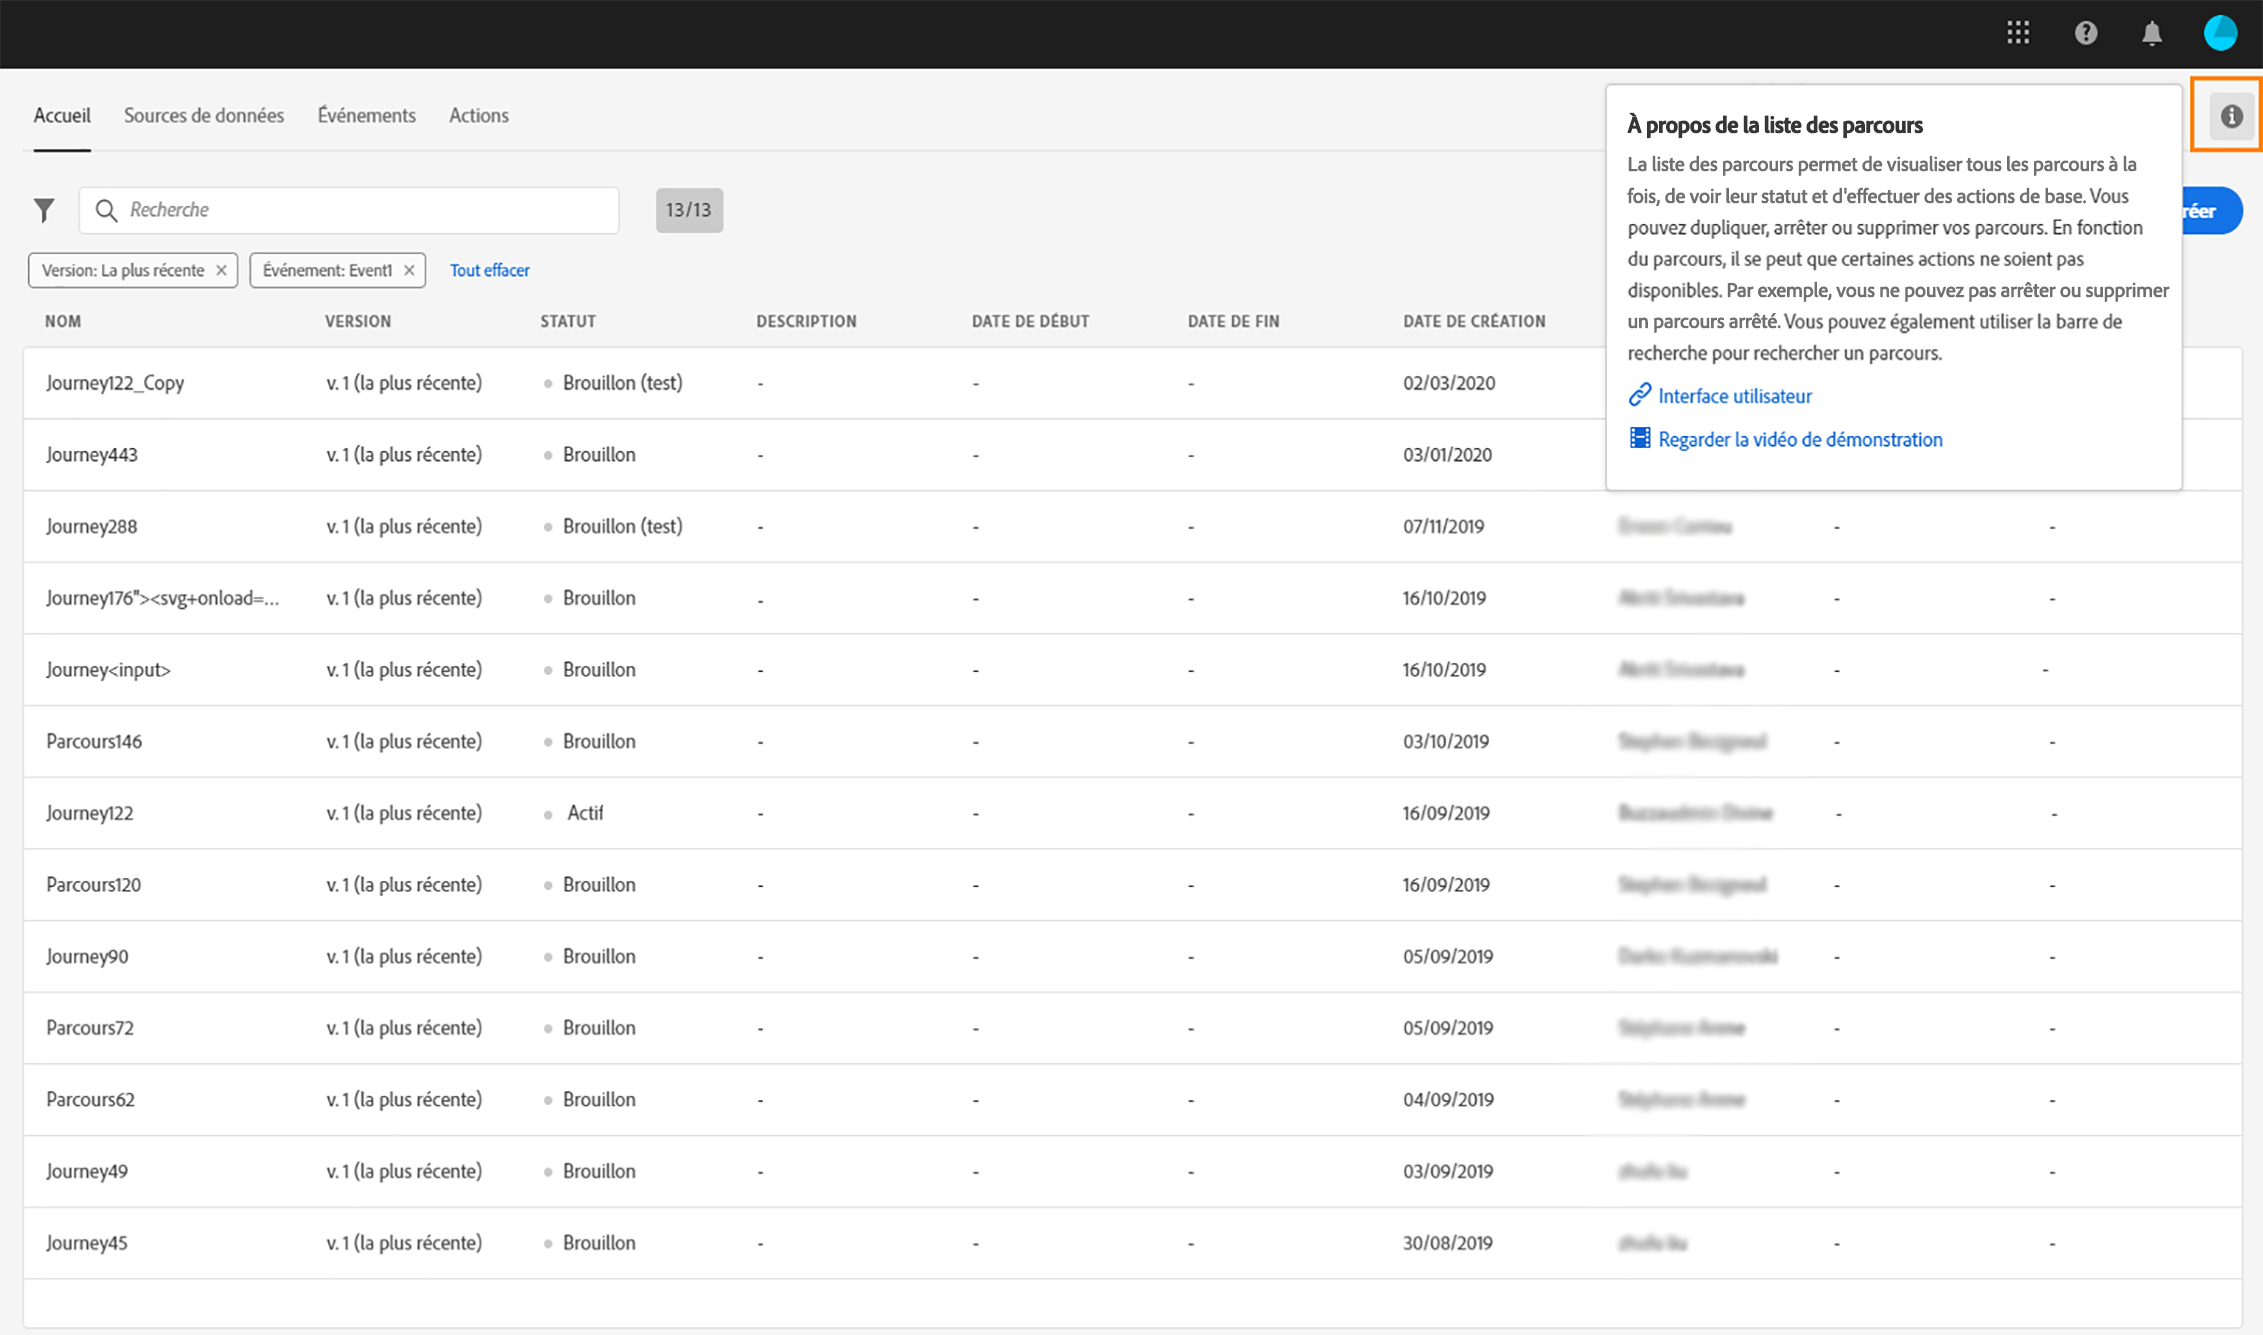 Accueil Sources de données Événements Actions
À propos de la liste des parcours
La liste des parcours permet de visualiser tous les parcours à la
fois, de voir leur statut et d'effectuer des actions de base. Vous
pouvez dupliquer, arrêter ou supprimer vos parcours. En fonction
du parcours, il se peut que certaines actions ne soient pas
disponibles. Par exemple, vous ne pouvez pas arrêter ou supprimer
un parcours arrêté. Vous pouvez également utiliser la barre de
recherche pour rechercher un parcours.
Interface utilisateur
Regarder la vidéo de démonstration
Recherche 13/13 réer
Version: La plus récente × Événement: Event1 × Tout effacer
NOM VERSION STATUT DESCRIPTION DATE DE DÉBUT DATE DE FIN DATE DE CRÉATION
Journey122_Copy v. 1 (la plus récente) Brouillon (test) - - - 02/03/2020
Journey443 v. 1 (la plus récente) Brouillon - - - 03/01/2020
Journey288 v. 1 (la plus récente) Brouillon (test) - - - 07/11/2019 - -
Journey176"><svg+onload=... v. 1 (la plus récente) Brouillon - - - 16/10/2019 - -
Journey<input> v. 1 (la plus récente) Brouillon - - - 16/10/2019 - -
Parcours146 v. 1 (la plus récente) Brouillon - - - 03/10/2019 - -
Journey122 v. 1 (la plus récente) Actif - - - 16/09/2019 - -
Parcours120 v. 1 (la plus récente) Brouillon - - - 16/09/2019 - -
Journey90 v. 1 (la plus récente) Brouillon - - - 05/09/2019 - -
Parcours72 v. 1 (la plus récente) Brouillon - - - 05/09/2019 - -
Parcours62 v. 1 (la plus récente) Brouillon - - - 04/09/2019 - -
Journey49 v. 1 (la plus récente) Brouillon - - - 03/09/2019 - -
Journey45 v. 1 (la plus récente) Brouillon - - - 30/08/2019 - -